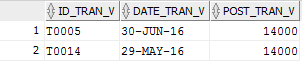 ID_TRAN_V DATE_TRAN_V POST_TRAN_V
1 T0005 30-JUN-16 14000
2 T0014 29-MAY-16 14000